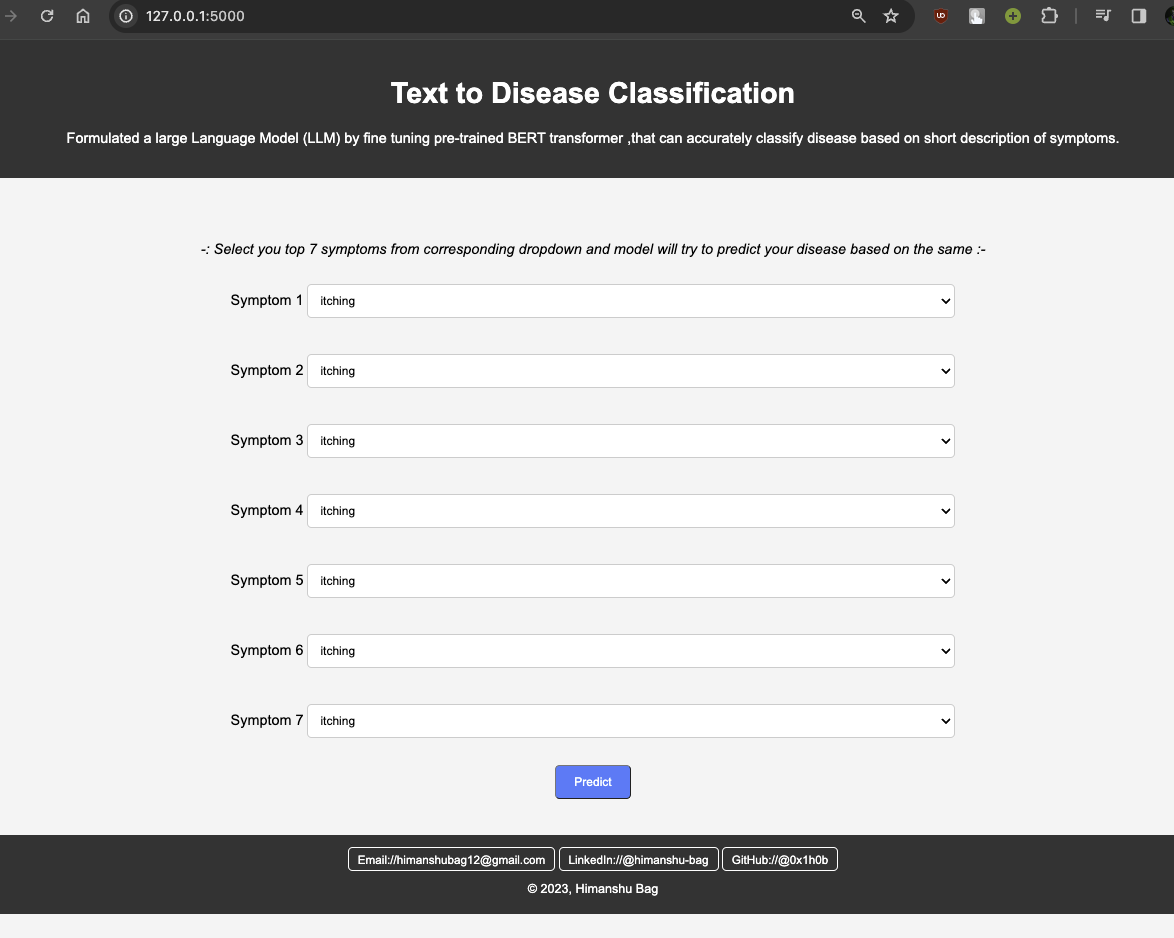 127.0.0.1:5000
Text to Disease Classification
Formulated a large Language Model (LLM) by fine tuning pre-trained BERT transformer ,that can accurately classify disease based on short description of symptoms.
-: Select you top 7 symptoms from corresponding dropdown and model will try to predict your disease based on the same :-
Symptom 1 itching
Symptom 2 itching
Symptom 3 itching
Symptom 4 itching
Symptom 5 itching
Symptom 6 itching
Symptom 7 itching
Predict
Email://himanshubag12@gmail.com LinkedIn://@himanshu-bag GitHub://@0x1h0b
© 2023, Himanshu Bag